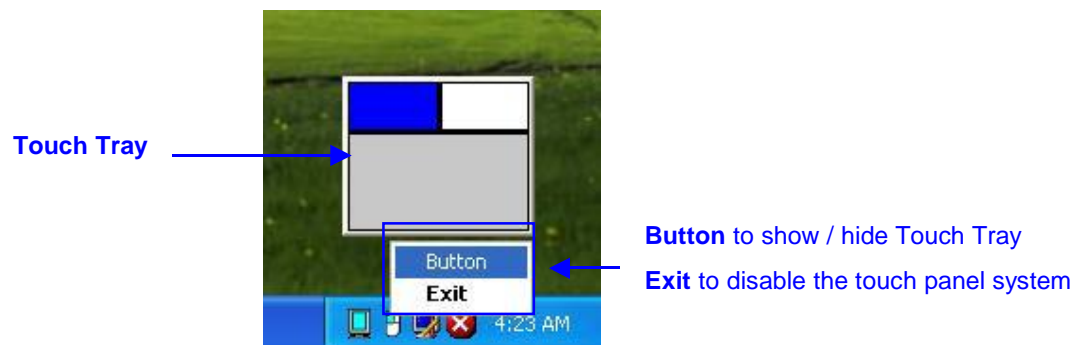 Touch Tray
Button to show / hide Touch Tray
Exit to disable the touch panel system
Button
Exit
4:23 AM